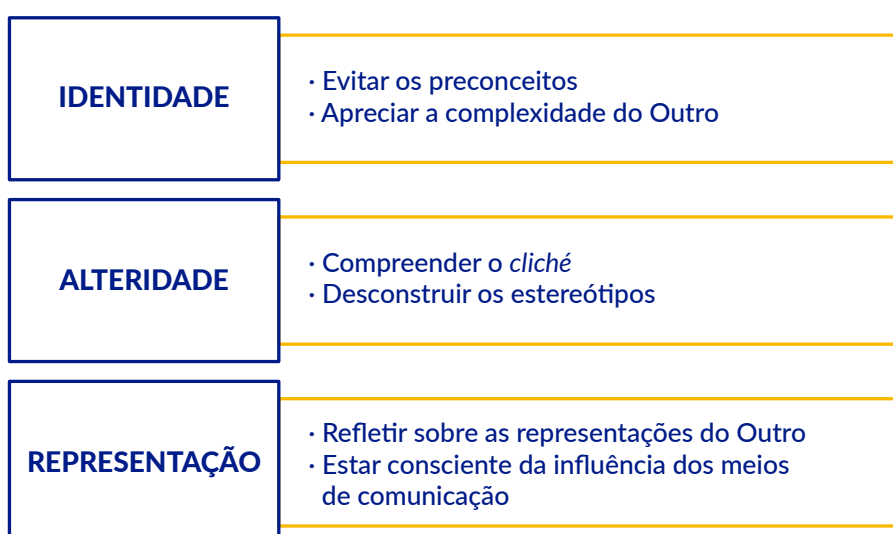 IDENTIDADE
· Evitar os preconceitos
· Apreciar a complexidade do Outro
ALTERIDADE
· Compreender o cliché
· Desconstruir os estereótipos
REPRESENTAÇÃO
· Refletir sobre as representações do Outro
· Estar consciente da influência dos meios
de comunicação